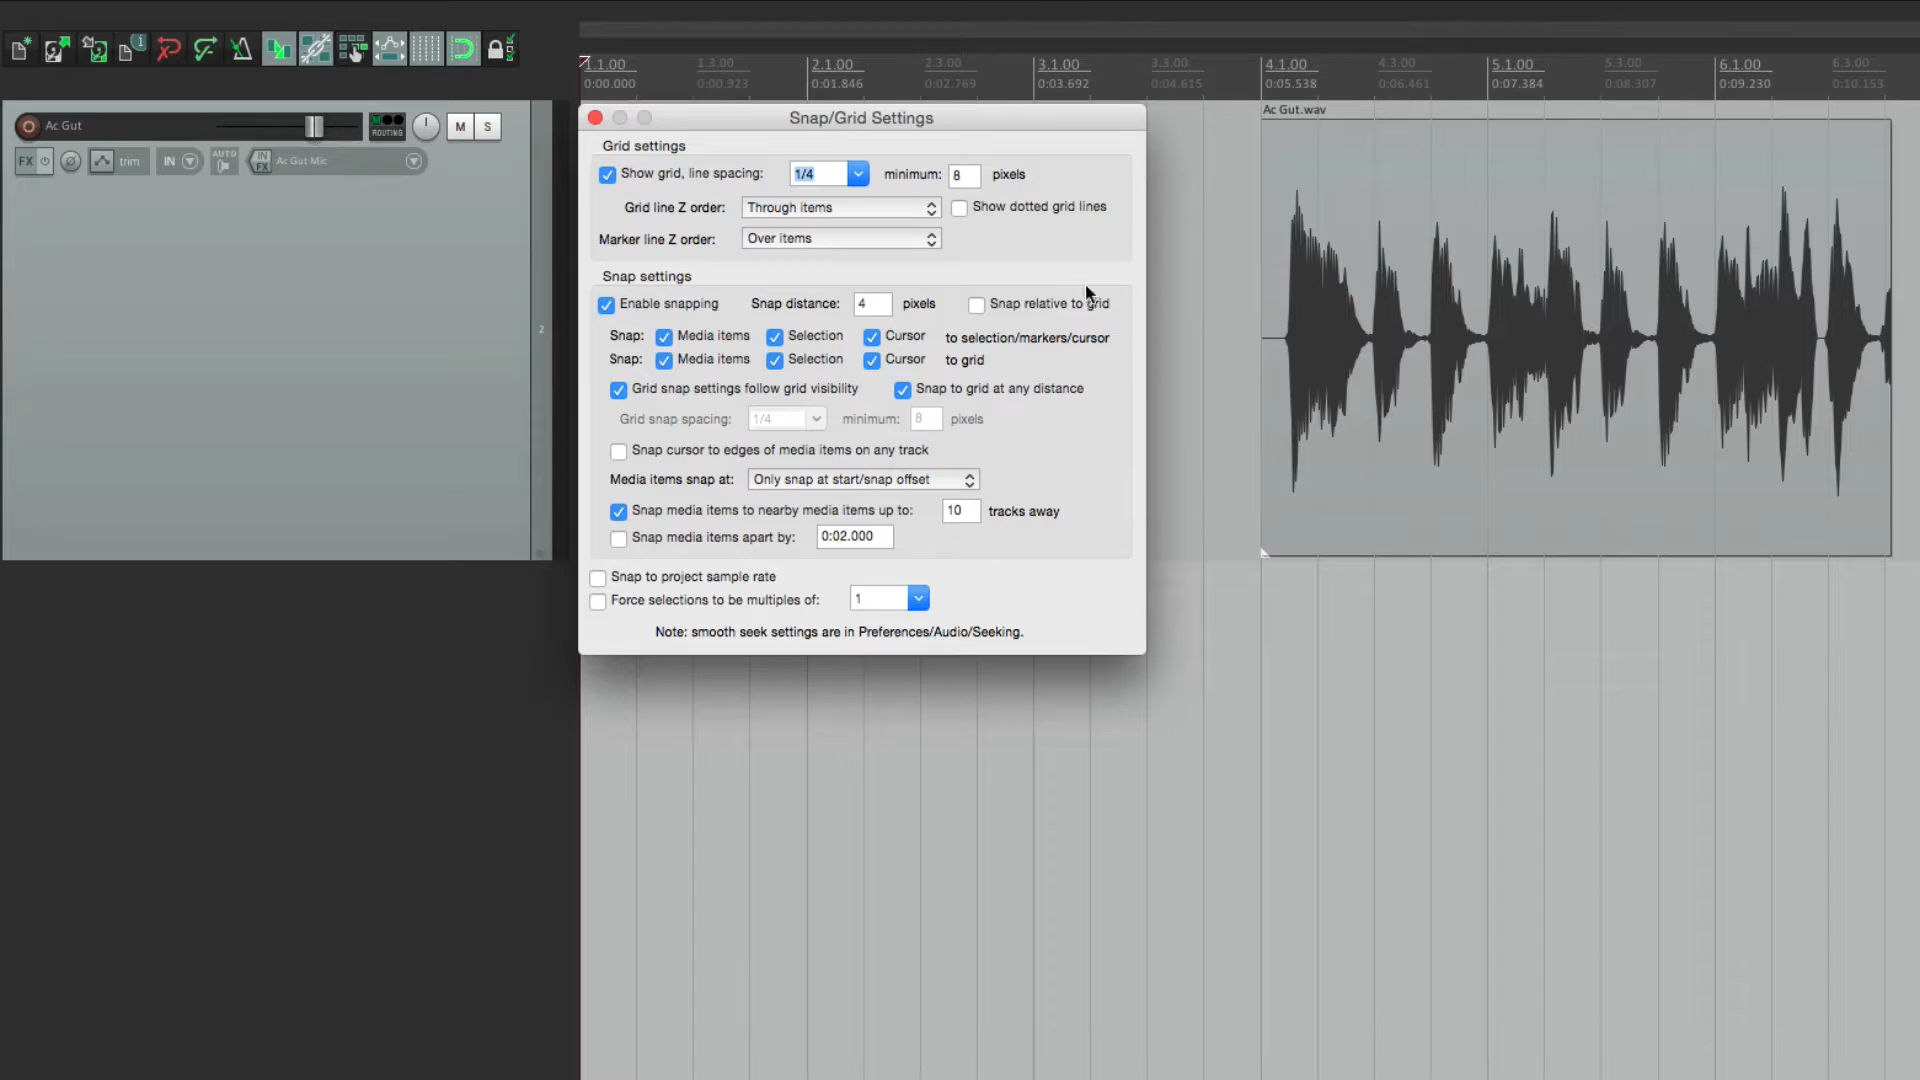 1.1.00 1.3.00 2.1.00 2.3.00 3.1.00 3.3.00 4.1.00 4.3.00 5.1.00 5.3.00 6.1.00 6.3.00
0:00.000 0:00.923 0:01.846 0:02.769 0:03.692 0:04.615 0:05.538 0:06.461 0:07.384 0:08.307 0:09.230 0:10.153
Ac Gut.wav
Ac Gut ROUTING M S
FX trim IN AUTO IN FX Ac Gut Mic
2
Snap/Grid Settings
Grid settings
Show grid, line spacing: 1/4 minimum: 8 pixels
Grid line Z order: Through items Show dotted grid lines
Marker line Z order: Over items
Snap settings
Enable snapping Snap distance: 4 pixels Snap relative to grid
Snap: Media items Selection Cursor to selection/markers/cursor
Snap: Media items Selection Cursor to grid
Grid snap settings follow grid visibility Snap to grid at any distance
Grid snap spacing: 1/4 minimum: 8 pixels
Snap cursor to edges of media items on any track
Media items snap at: Only snap at start/snap offset
Snap media items to nearby media items up to: 10 tracks away
Snap media items apart by: 0:02.000
Snap to project sample rate
Force selections to be multiples of: 1
Note: smooth seek settings are in Preferences/Audio/Seeking.